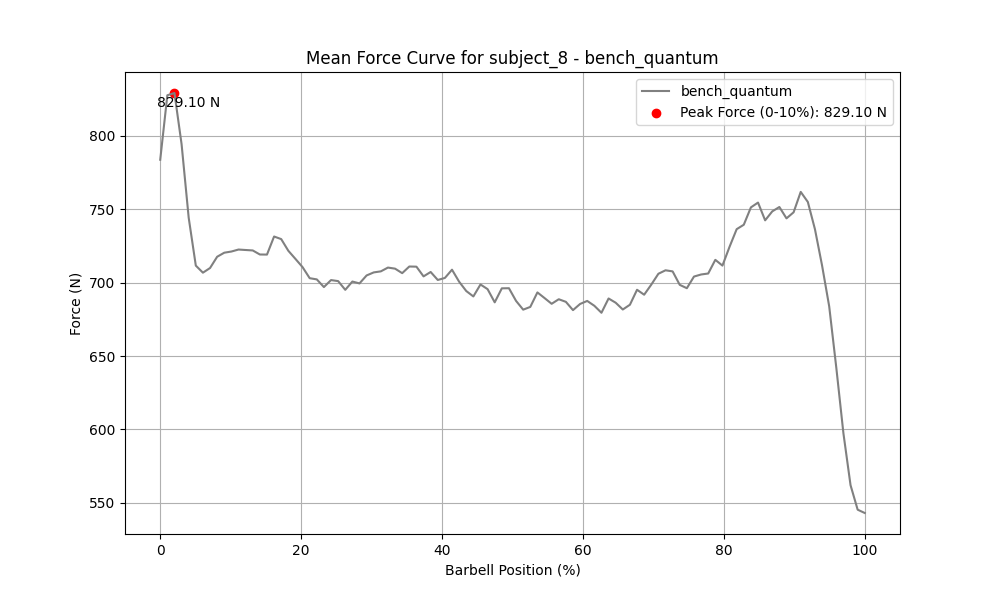 Mean Force Curve for subject_8 - bench_quantum
bench_quantum
Peak Force (0-10%): 829.10 N
829.10 N
800
750
700
650
600
550
Force (N)
0 20 40 60 80 100
Barbell Position (%)